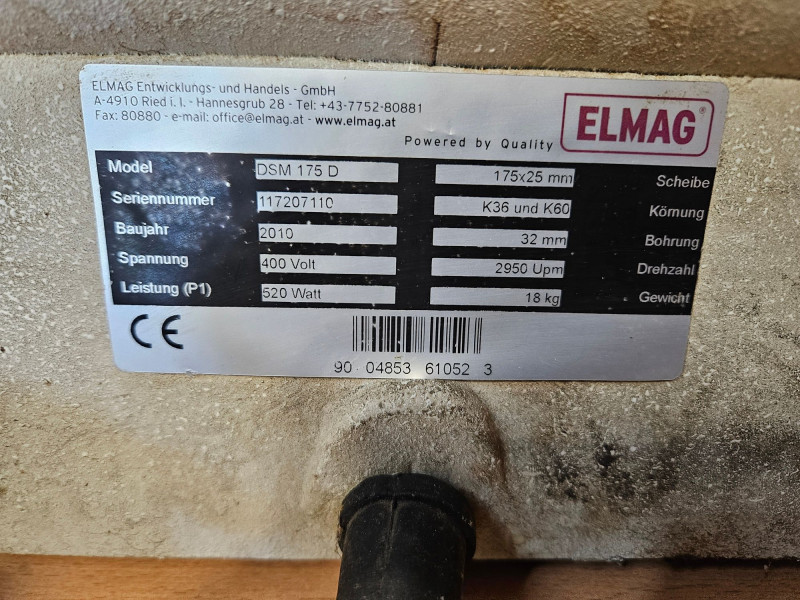 ELMAG Entwicklungs- und Handels - GmbH
A-4910 Ried i. I. - Hannesgrub 28 - Tel: +43-7752-80881
Fax: 80880 - e-mail: office@elmag.at - www.elmag.at
Powered by Quality ELMAG®
Model DSM 175 D 175x25 mm Scheibe
Seriennummer 117207110 K36 und K60 Körnung
Baujahr 2010 32 mm Bohrung
Spannung 400 Volt 2950 Upm Drehzahl
Leistung (P1) 520 Watt 18 kg Gewicht
CE
90 04853 61052 3